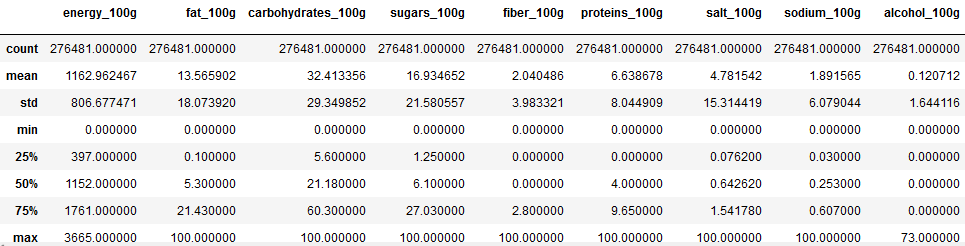 energy_100g fat_100g carbohydrates_100g sugars_100g fiber_100g proteins_100g salt_100g sodium_100g alcohol_100g
count 276481.000000 276481.000000 276481.000000 276481.000000 276481.000000 276481.000000 276481.000000 276481.000000 276481.000000
mean 1162.962467 13.565902 32.413356 16.934652 2.040486 6.638678 4.781542 1.891565 0.120712
std 806.677471 18.073920 29.349852 21.580557 3.983321 8.044909 15.314419 6.079044 1.644116
min 0.000000 0.000000 0.000000 0.000000 0.000000 0.000000 0.000000 0.000000 0.000000
25% 397.000000 0.100000 5.600000 1.250000 0.000000 0.000000 0.076200 0.030000 0.000000
50% 1152.000000 5.300000 21.180000 6.100000 0.000000 4.000000 0.642620 0.253000 0.000000
75% 1761.000000 21.430000 60.300000 27.030000 2.800000 9.650000 1.541780 0.607000 0.000000
max 3665.000000 100.000000 100.000000 100.000000 100.000000 100.000000 100.000000 100.000000 73.000000